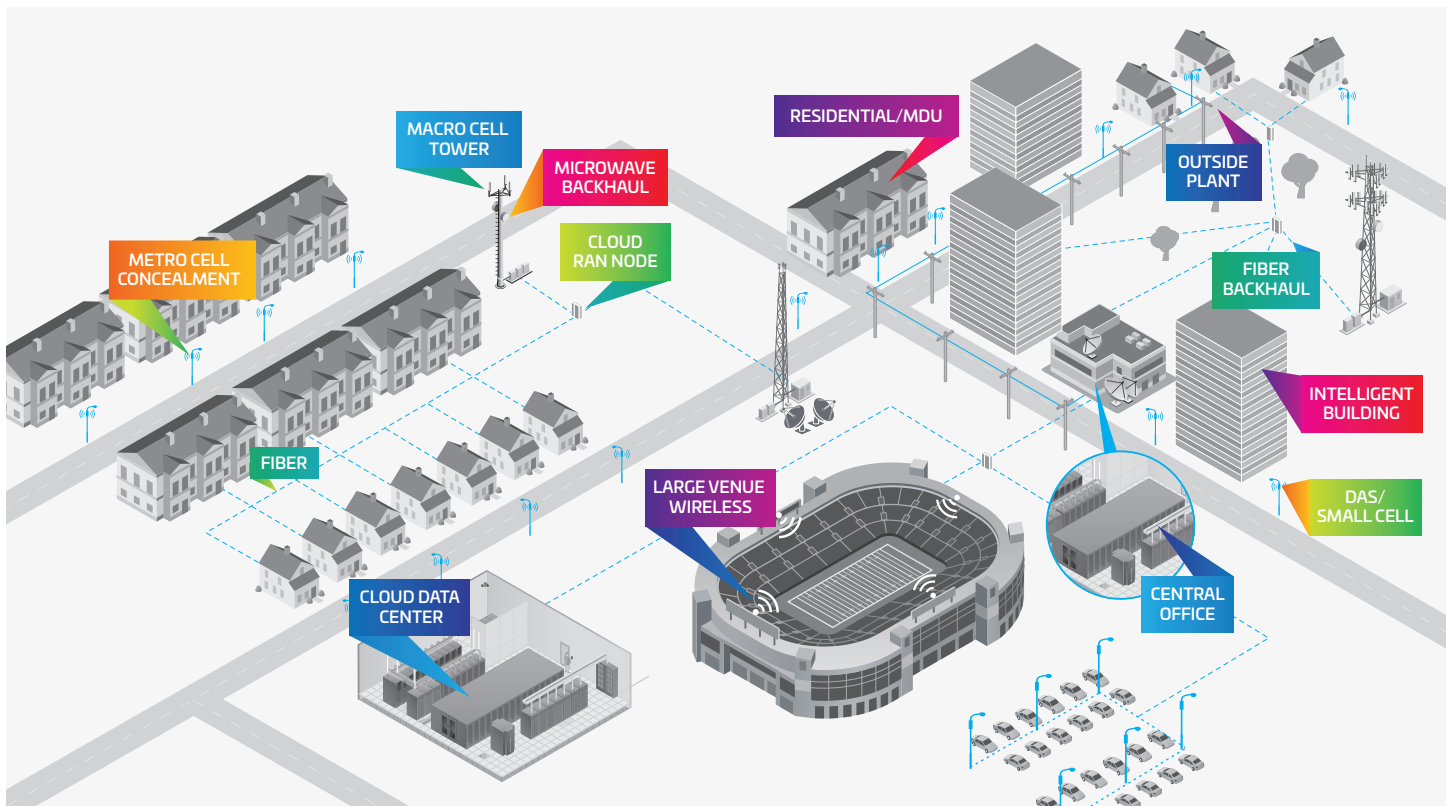 MACRO CELL
TOWER
MICROWAVE
BACKHAUL
RESIDENTIAL/MDU
OUTSIDE
PLANT
CLOUD
RAN NODE
METRO CELL
CONCEALMENT
FIBER
BACKHAUL
INTELLIGENT
BUILDING
FIBER
LARGE VENUE
WIRELESS
DAS/
SMALL CELL
CLOUD DATA
CENTER
CENTRAL
OFFICE